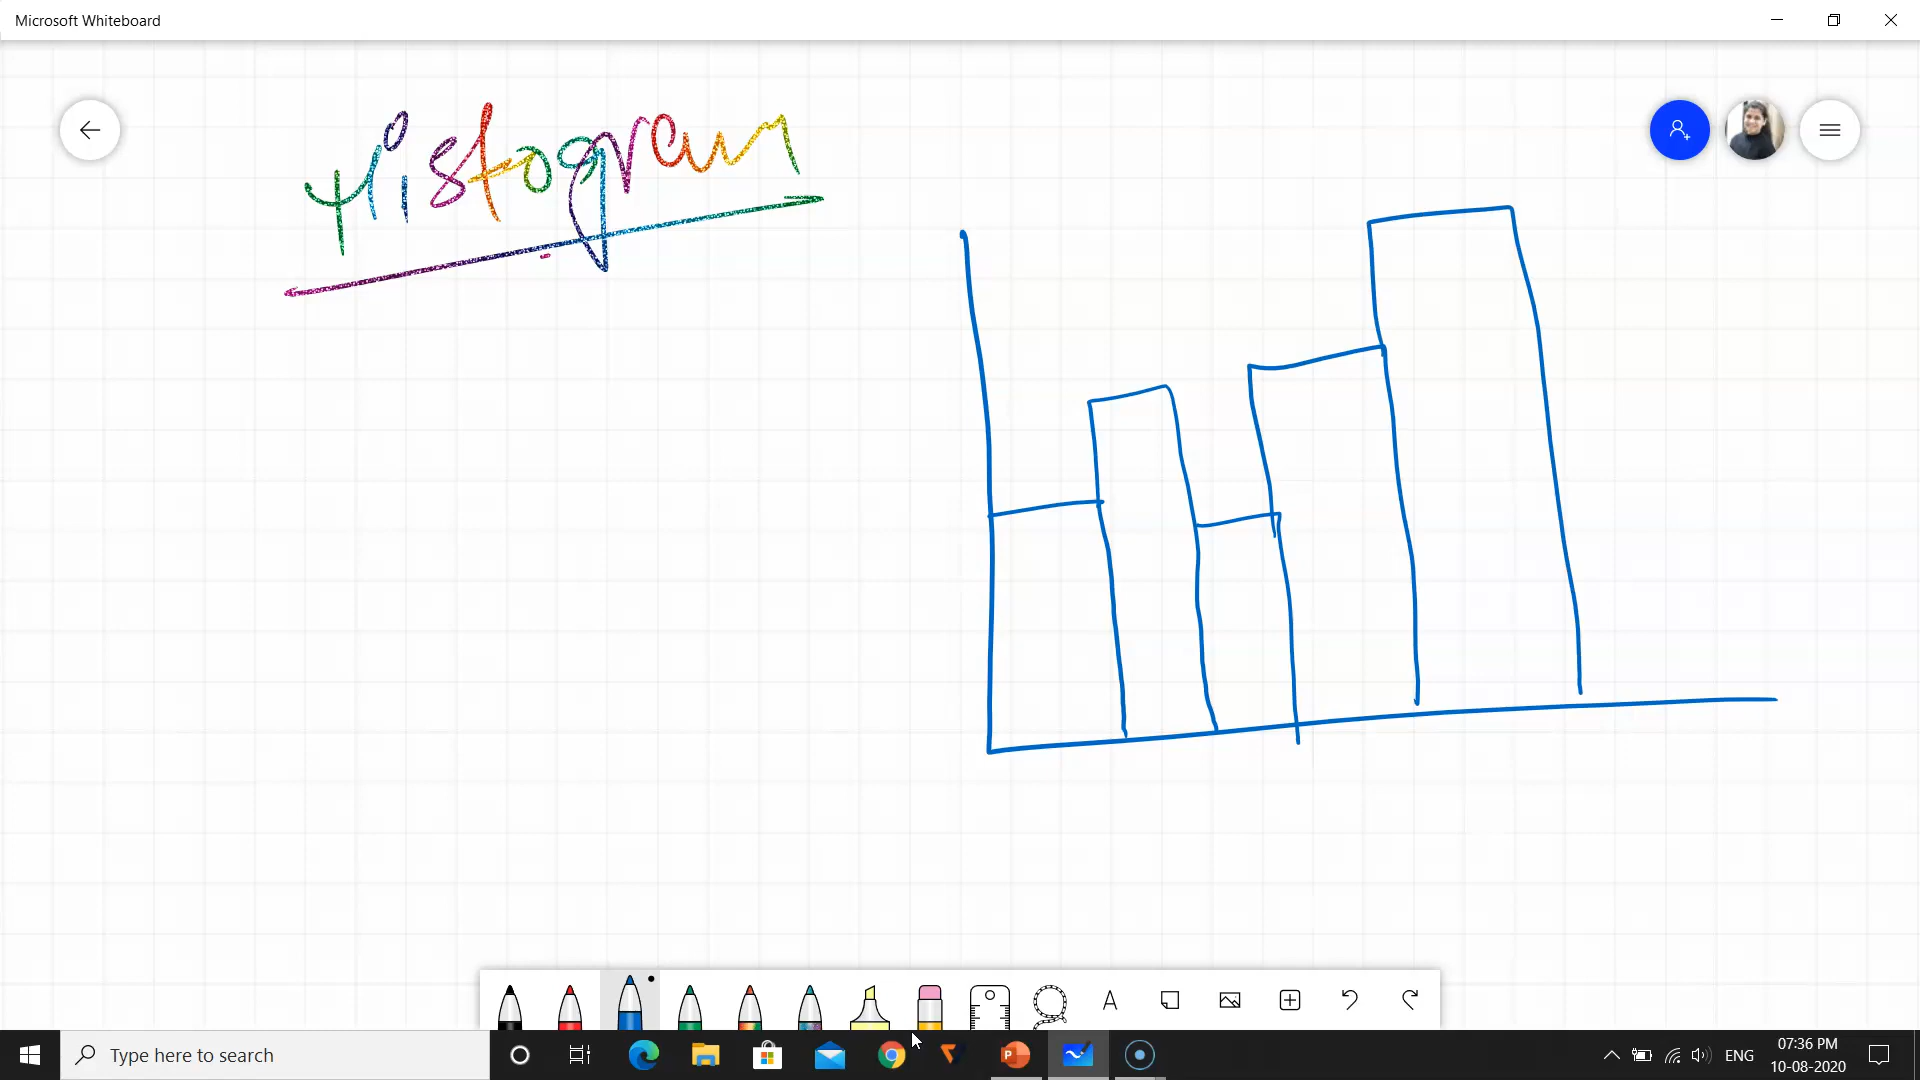 Microsoft Whiteboard
Histogram
A
Type here to search
P
ENG
07:36 PM
10-08-2020